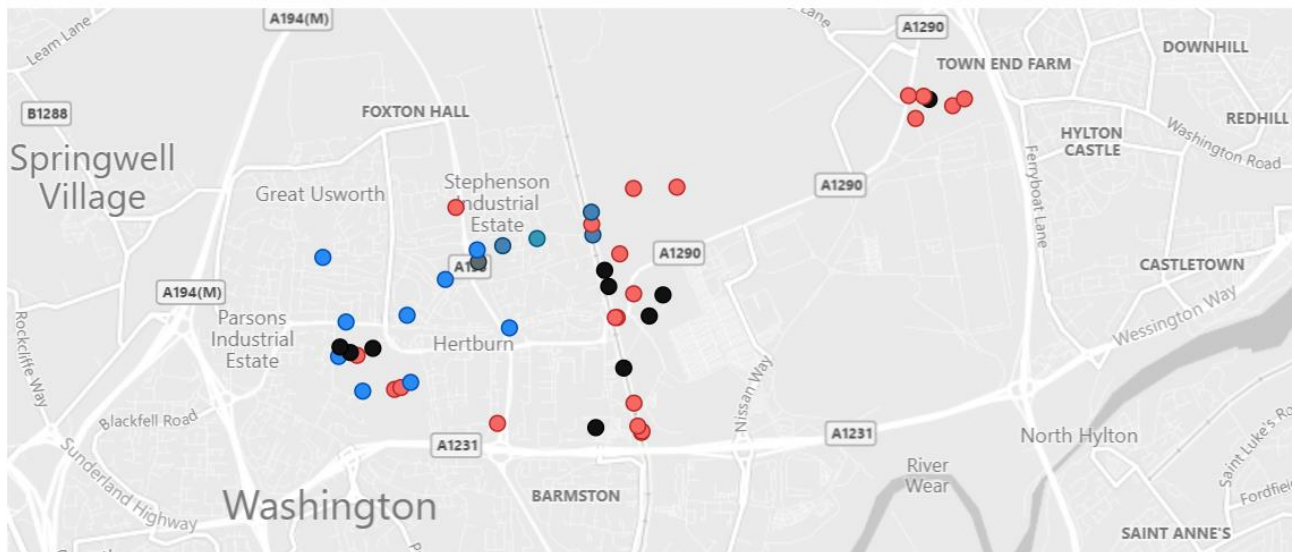 A194(M)
Leam Lane
Lane
A1290
DOWNHILL
TOWN END FARM
B1288
FOXTON HALL
REDHILL
HYLTON
CASTLE
Washington Road
Springwell
Village
Great Usworth
Stephenson
Industrial
Estate
A1290
Ferryboat Lane
A1290
CASTLETOWN
A194(M)
Parsons
Industrial
Estate
Hertburn
Wessington Way
Rockcliffe Way
Nissan Way
Blackfell Road
A1231
A1231
North Hylton
Sunderland Highway
River
Wear
Washington
BARMSTON
SAINT ANNE'S